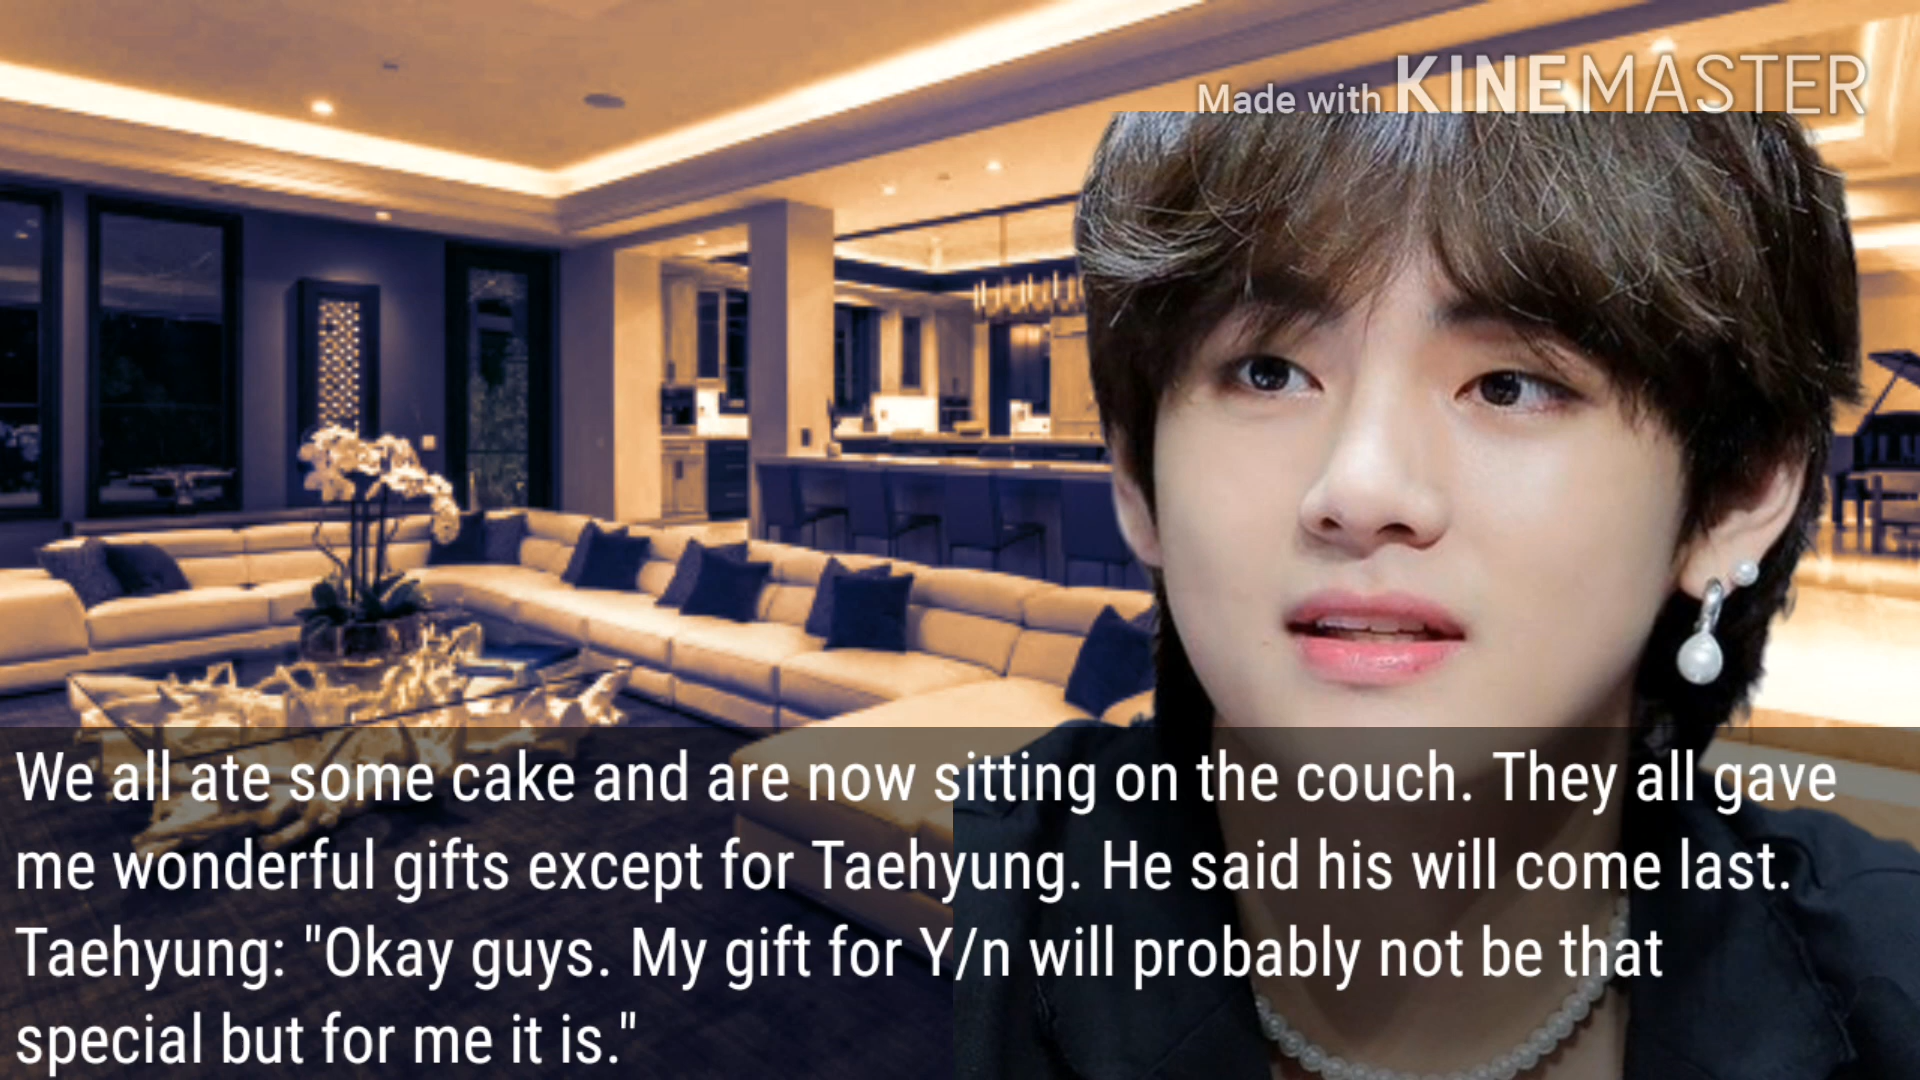 Made with KINEMASTER
We all ate some cake and are now sitting on the couch. They all gave
me wonderful gifts except for Taehyung. He said his will come last.
Taehyung: "Okay guys. My gift for Y/n will probably not be that
special but for me it is."